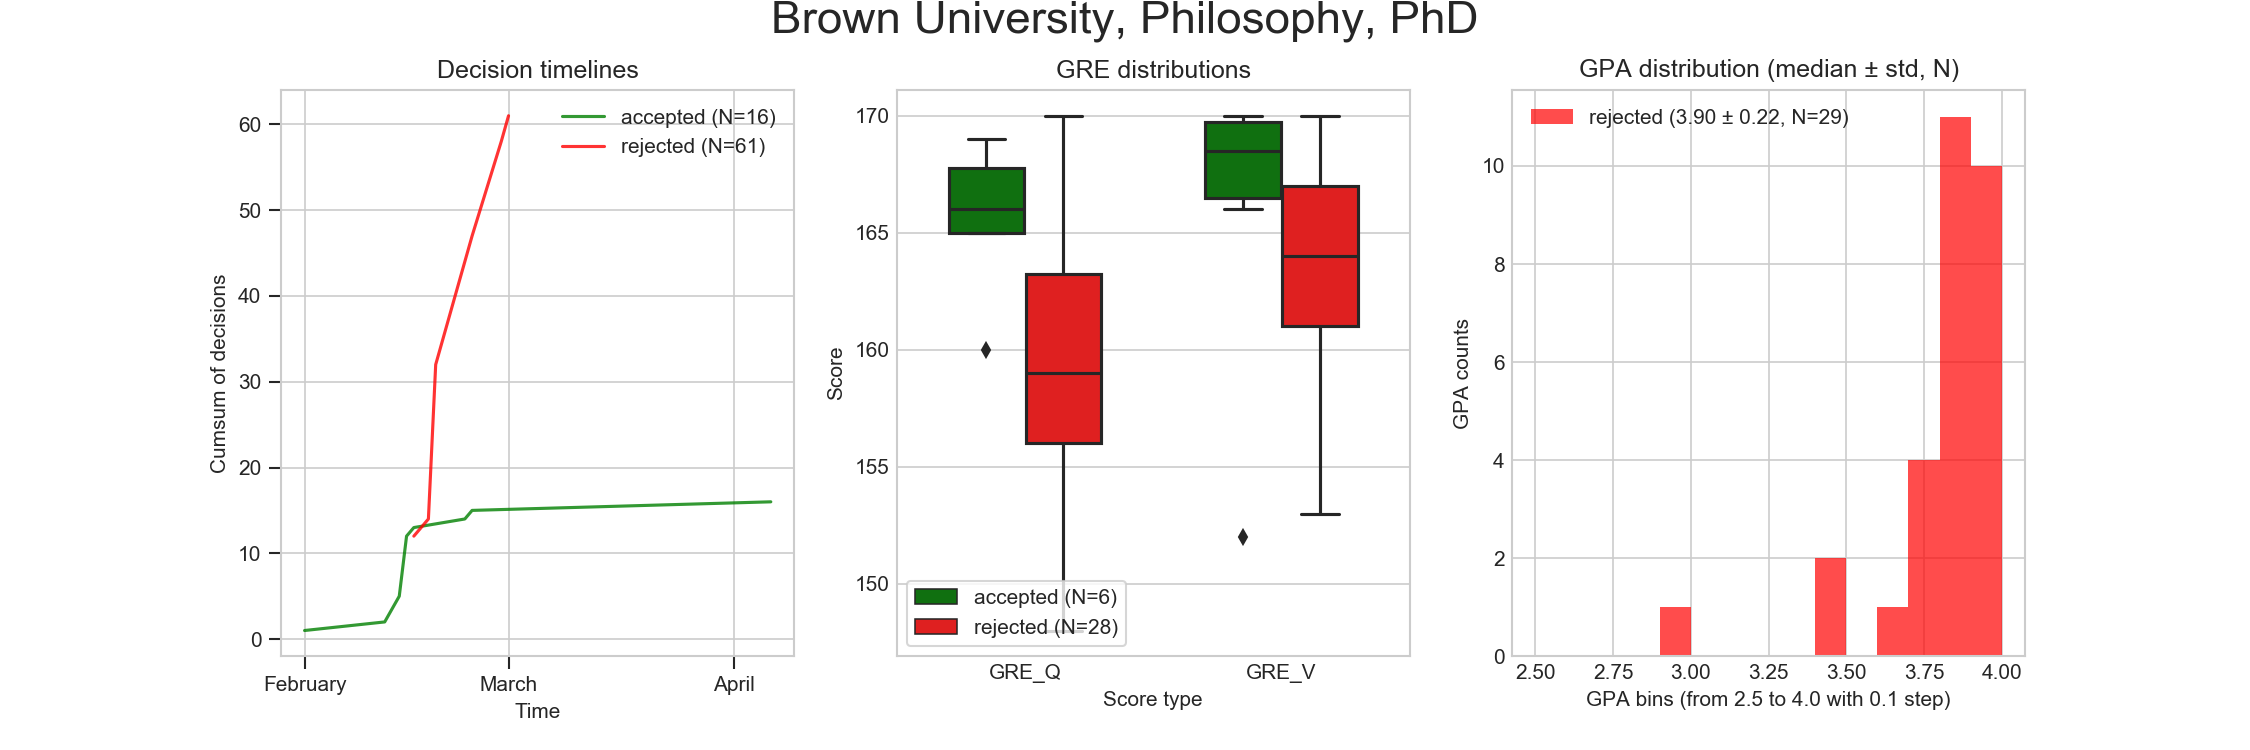 Brown University, Philosophy, PhD
Decision timelines
accepted (N=16)
rejected (N=61)
60
50
40
30
20
10
0
Cumsum of decisions
February
March
April
Time
GRE distributions
170
165
160
155
150
Score
accepted (N=6)
rejected (N=28)
GRE_Q
GRE_V
Score type
GPA distribution (median ± std, N)
rejected (3.90 ± 0.22, N=29)
10
8
6
4
2
0
GPA counts
2.50
2.75
3.00
3.25
3.50
3.75
4.00
GPA bins (from 2.5 to 4.0 with 0.1 step)